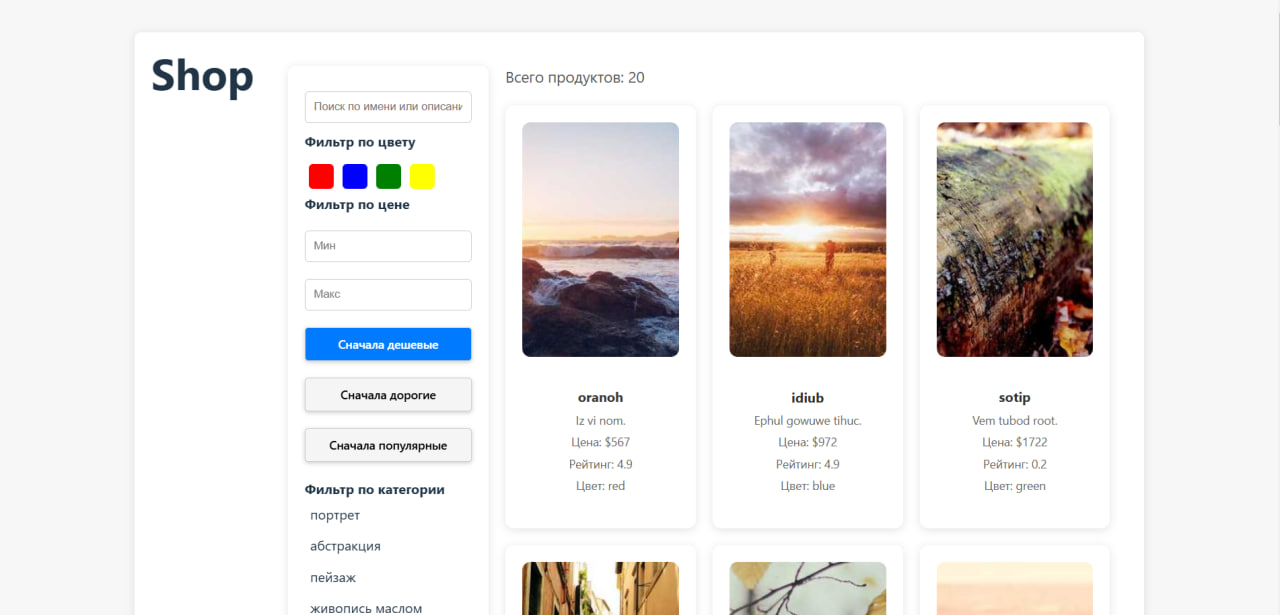 Shop
Поиск по имени или описани
Фильтр по цвету
Фильтр по цене
Мин
Макс
Сначала дешевые
Сначала дорогие
Сначала популярные
Фильтр по категории
портрет
абстракция
пейзаж
живопись маслом
Всего продуктов: 20
oranoh
Iz vi nom.
Цена: $567
Рейтинг: 4.9
Цвет: red
idiub
Ephul gowuwe tihuc.
Цена: $972
Рейтинг: 4.9
Цвет: blue
sotip
Vem tubod root.
Цена: $1722
Рейтинг: 0.2
Цвет: green